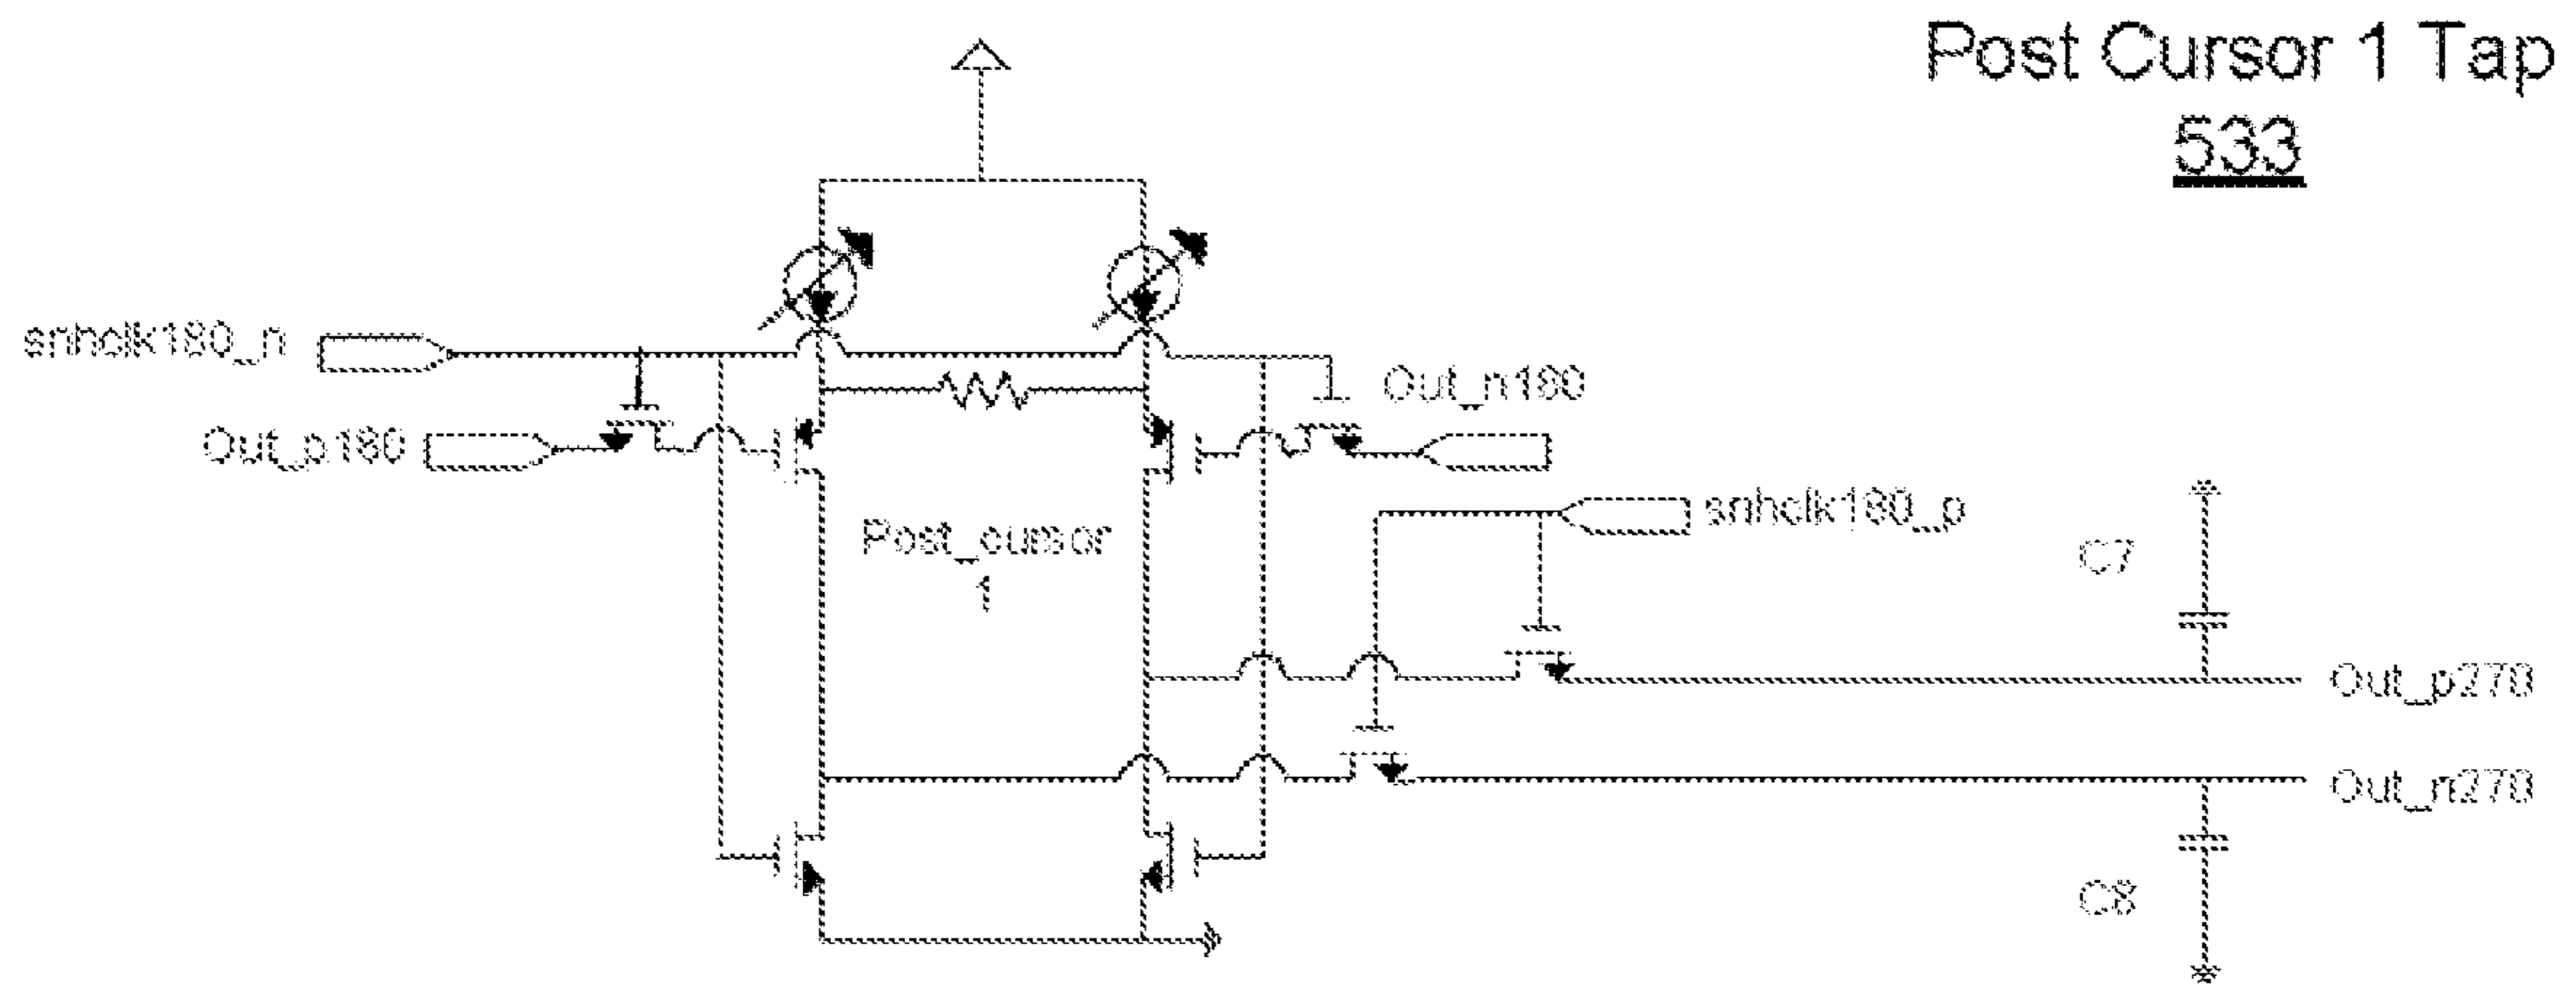 Post Cursor 1 Tap
533
snhclk180_n
Out_n180
Out_p180
snhclk180_p
Post_cursor
1
C7
Out_p270
Out_n270
C8